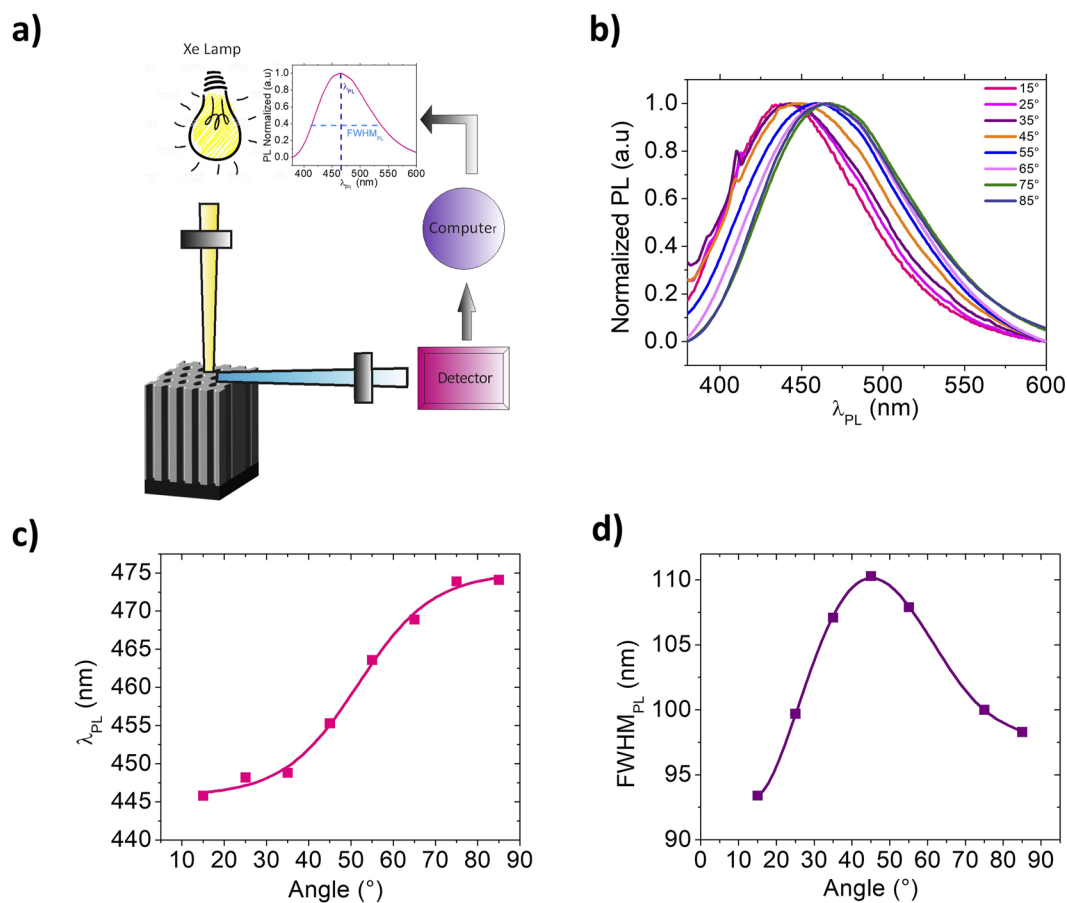 a)
Xe Lamp
PL Normalized (a.u)
1.0
0.8
0.6
0.4
0.2
0.0
λPL
FWHMPL
400 450 500 550 600
λPL (nm)
Computer
Detector
b)
Normalized PL (a.u)
1.0
0.8
0.6
0.4
0.2
0.0
15°
25°
35°
45°
55°
65°
75°
85°
400 450 500 550 600
λPL (nm)
c)
λPL (nm)
475
470
465
460
455
450
445
440
10 20 30 40 50 60 70 80 90
Angle (°)
d)
FWHMPL (nm)
110
105
100
95
90
0 10 20 30 40 50 60 70 80 90
Angle (°)